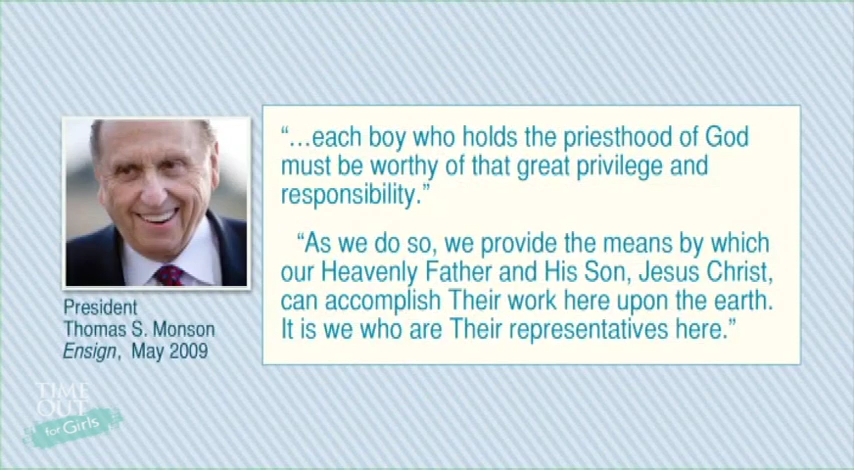 “…each boy who holds the priesthood of God
must be worthy of that great privilege and
responsibility.”
“As we do so, we provide the means by which
our Heavenly Father and His Son, Jesus Christ,
can accomplish Their work here upon the earth.
It is we who are Their representatives here.”
President
Thomas S. Monson
Ensign, May 2009
TIME
OUT
for Girls